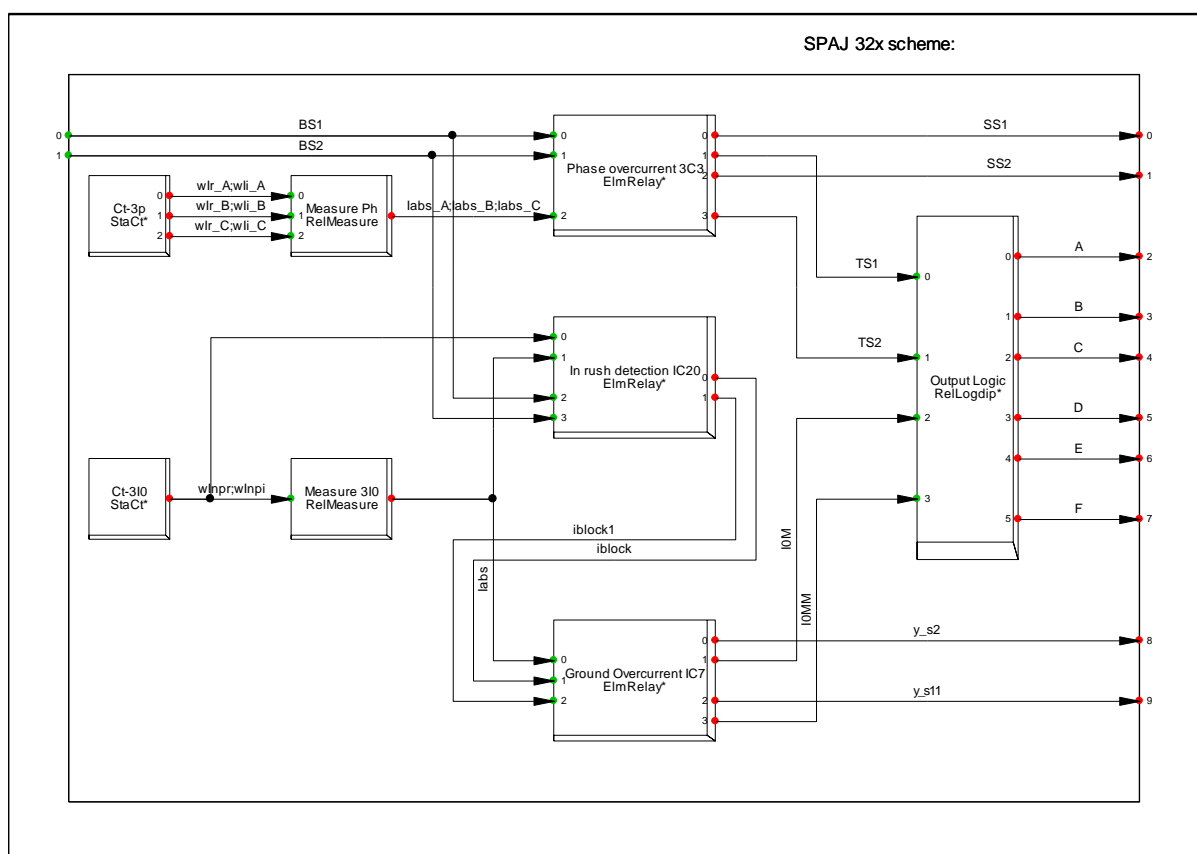 SPAJ 32x scheme:
BS1
SS1
0
0
0
0
BS2
1
1
1
Phase overcurrent 3C3
ElmRelay*
2
SS2
1
Ct-3p
StaCt*
0
1
2
wIr_A;wIi_A
wIr_B;wIi_B
wIr_C;wIi_C
0
1
2
Measure Ph
RelMeasure
Iabs_A;Iabs_B;Iabs_C
2
3
TS1
0
TS2
1
Output Logic
RelLogdip*
2
3
0
A
2
1
B
3
2
C
4
3
D
5
4
E
6
5
F
7
0
1
In rush detection IC20
ElmRelay*
2
3
0
1
Ct-3I0
StaCt*
wInpr;wInpi
Measure 3I0
RelMeasure
iblock1
iblock
Iabs
I0M
I0MM
0
1
2
Ground Overcurrent IC7
ElmRelay*
0
1
2
3
y_s2
8
y_s11
9